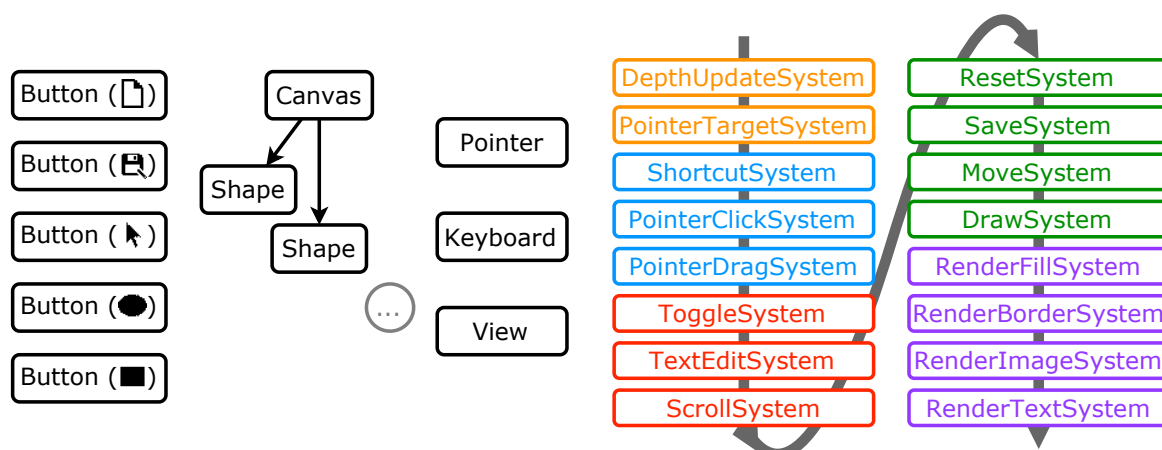 Button ( )
Button ( )
Button ( )
Button ( )
Button ( )
Canvas
Shape
Shape
...
Pointer
Keyboard
View
DepthUpdateSystem
PointerTargetSystem
ShortcutSystem
PointerClickSystem
PointerDragSystem
ToggleSystem
TextEditSystem
ScrollSystem
ResetSystem
SaveSystem
MoveSystem
DrawSystem
RenderFillSystem
RenderBorderSystem
RenderImageSystem
RenderTextSystem